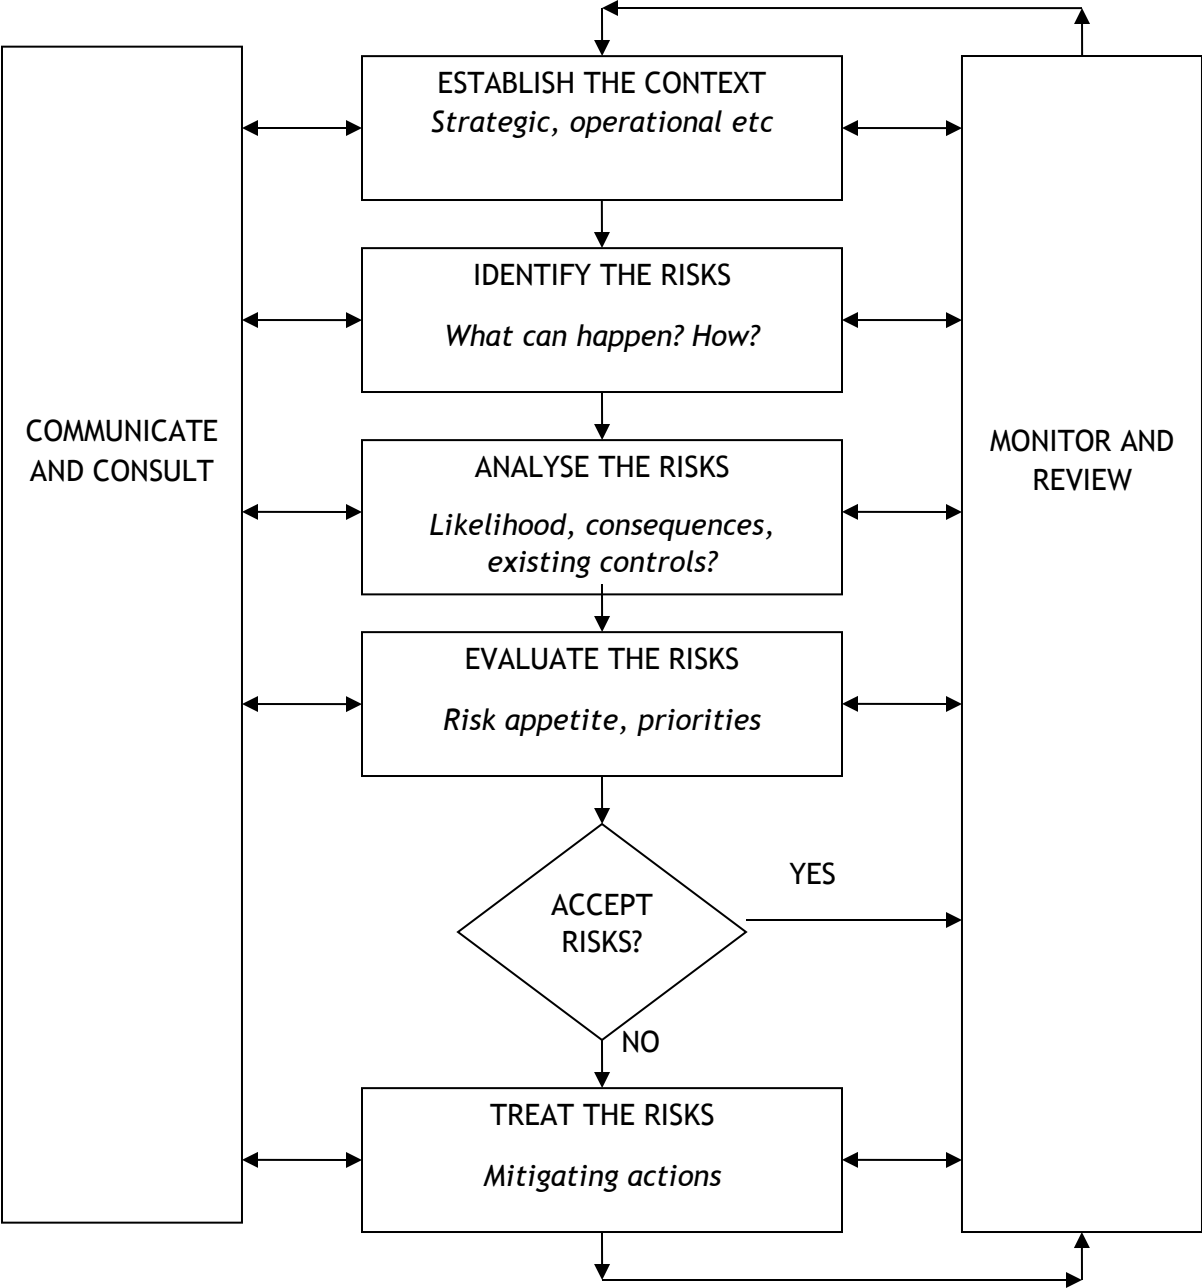 ESTABLISH THE CONTEXT
Strategic, operational etc
IDENTIFY THE RISKS
What can happen? How?
COMMUNICATE
AND CONSULT
MONITOR AND
REVIEW
ANALYSE THE RISKS
Likelihood, consequences,
existing controls?
EVALUATE THE RISKS
Risk appetite, priorities
YES
ACCEPT
RISKS?
NO
TREAT THE RISKS
Mitigating actions